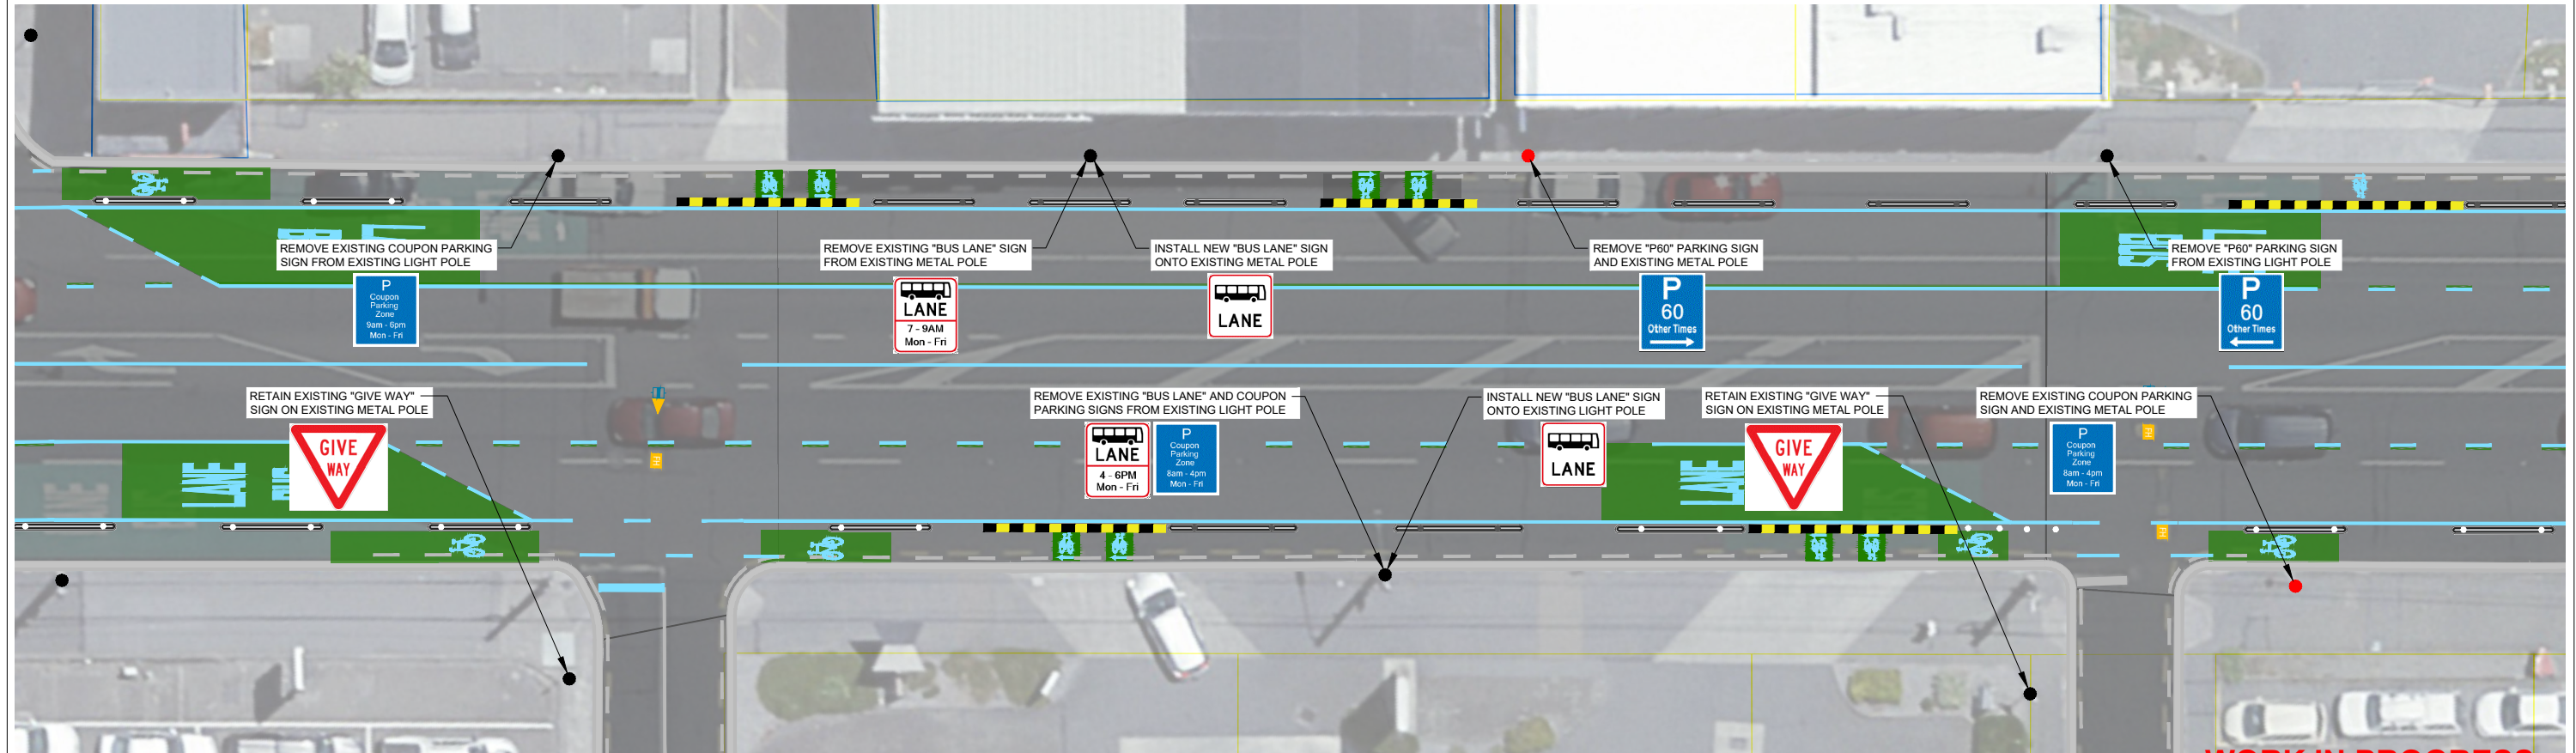 REMOVE EXISTING COUPON PARKING
SIGN FROM EXISTING LIGHT POLE
P
Coupon
Parking
Zone
9am - 6pm
Mon - Fri
REMOVE EXISTING "BUS LANE" SIGN
FROM EXISTING METAL POLE
LANE
7 - 9AM
Mon - Fri
INSTALL NEW "BUS LANE" SIGN
ONTO EXISTING METAL POLE
LANE
REMOVE "P60" PARKING SIGN
AND EXISTING METAL POLE
P
60
Other Times
REMOVE "P60" PARKING SIGN
FROM EXISTING LIGHT POLE
P
60
Other Times
RETAIN EXISTING "GIVE WAY"
SIGN ON EXISTING METAL POLE
GIVE
WAY
LANE
REMOVE EXISTING "BUS LANE" AND COUPON
PARKING SIGNS FROM EXISTING LIGHT POLE
LANE
4 - 6PM
Mon - Fri
P
Coupon
Parking
Zone
8am - 4pm
Mon - Fri
INSTALL NEW "BUS LANE" SIGN
ONTO EXISTING LIGHT POLE
LANE
LANE
RETAIN EXISTING "GIVE WAY"
SIGN ON EXISTING METAL POLE
GIVE
WAY
REMOVE EXISTING COUPON PARKING
SIGN AND EXISTING METAL POLE
P
Coupon
Parking
Zone
8am - 4pm
Mon - Fri
FH
FH
FH
WORK IN PROGRESS